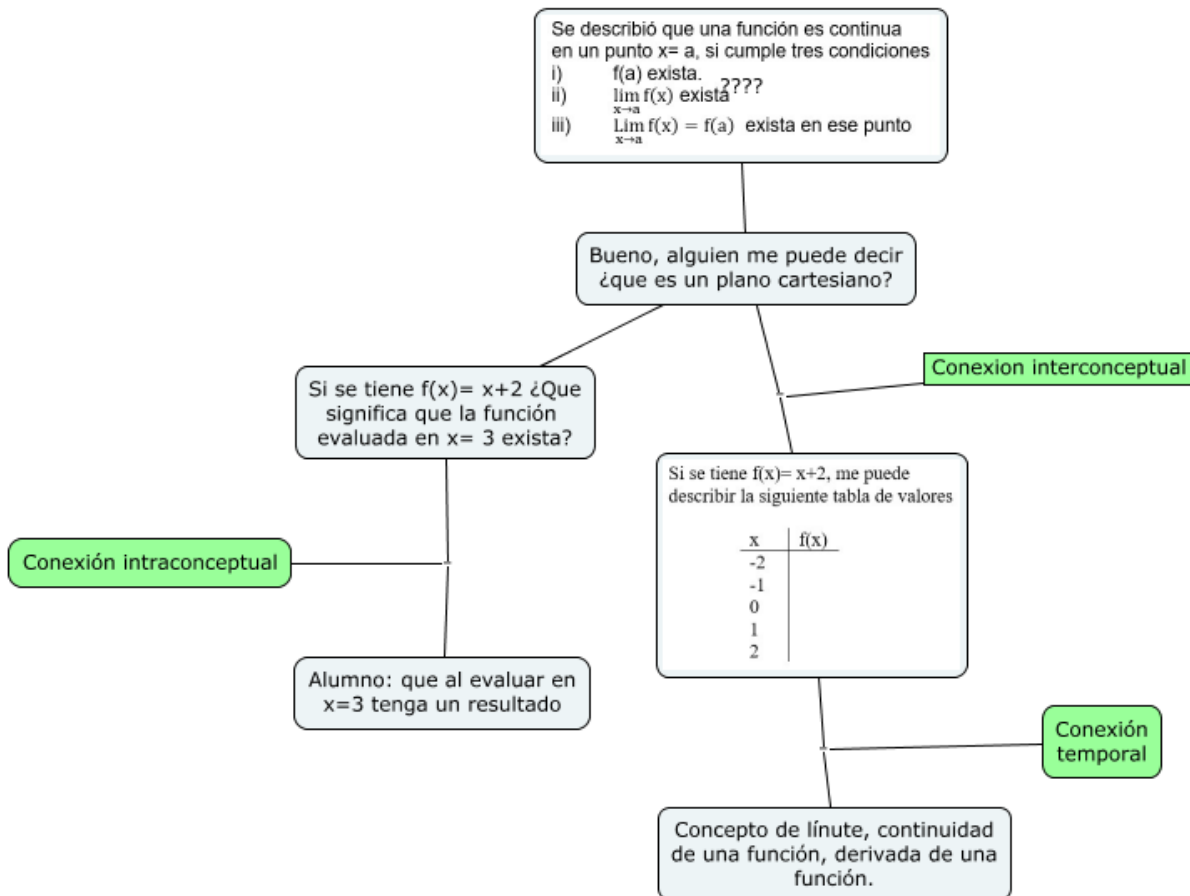 Se describió que una función es continua
en un punto x= a, si cumple tres condiciones
i) f(a) exista.
ii) lim f(x) exista ????
x→a
iii) Lim f(x) = f(a) exista en ese punto
x→a
Bueno, alguien me puede decir
¿que es un plano cartesiano?
Conexion interconceptual
Si se tiene f(x)= x+2 ¿Que
significa que la función
evaluada en x= 3 exista?
Si se tiene f(x)= x+2, me puede
describir la siguiente tabla de valores
x f(x)
-2
-1
0
1
2
Conexión intraconceptual
Alumno: que al evaluar en
x=3 tenga un resultado
Conexión
temporal
Concepto de línute, continuidad
de una función, derivada de una
función.